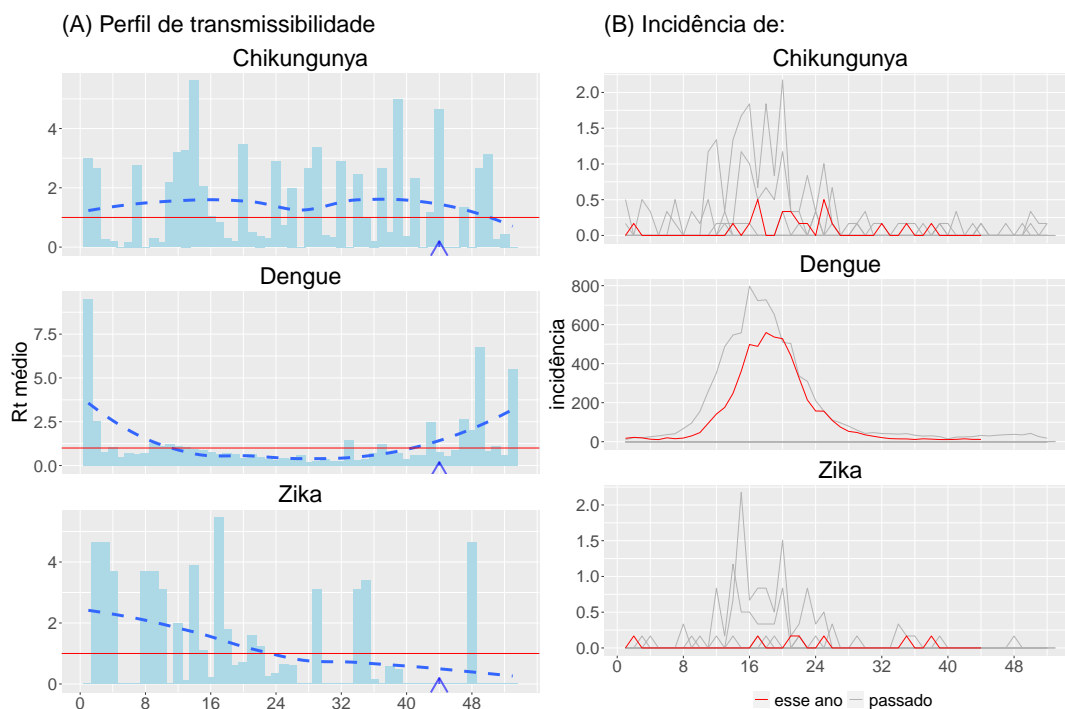 (A) Perfil de transmissibilidade
Chikungunya
4
2
0
Dengue
7.5
5.0
2.5
0.0
Rt médio
Zika
4
2
0
0 8 16 24 32 40 48
(B) Incidência de:
Chikungunya
2.0
1.5
1.0
0.5
0.0
Dengue
800
600
400
200
0
incidência
Zika
2.0
1.5
1.0
0.5
0.0
0 8 16 24 32 40 48
esse ano passado